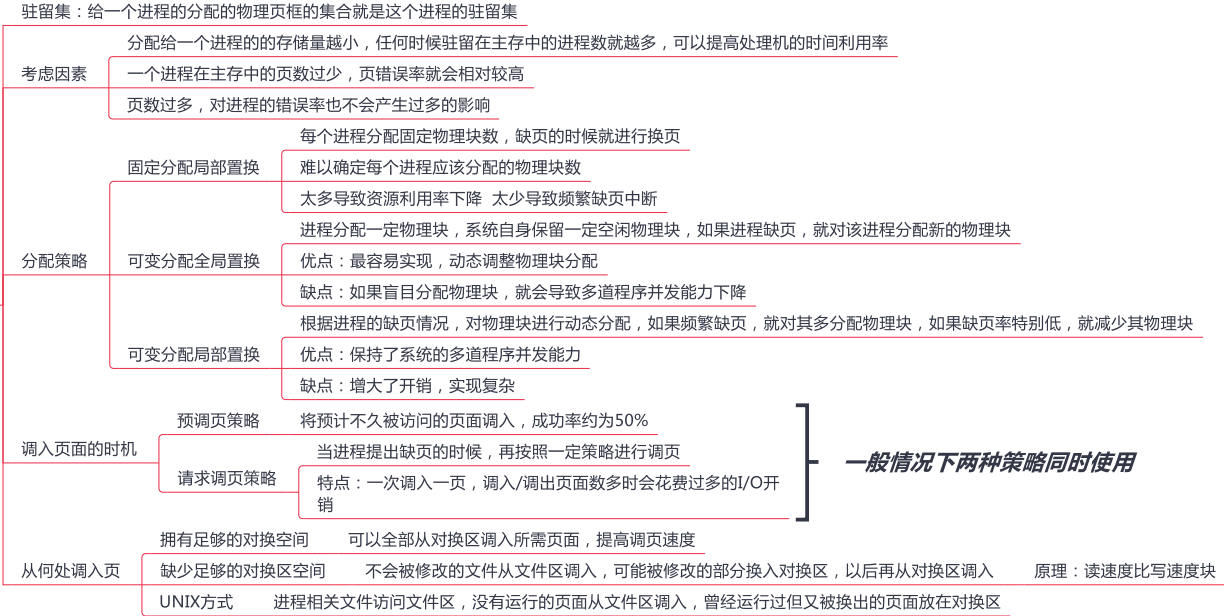 驻留集：给一个进程的分配的物理页框的集合就是这个进程的驻留集
考虑因素
分配给一个进程的的存储量越小，任何时候驻留在主存中的进程数就越多，可以提高处理机的时间利用率
一个进程在主存中的页数过少，页错误率就会相对较高
页数过多，对进程的错误率也不会产生过多的影响
分配策略
固定分配局部置换
每个进程分配固定物理块数，缺页的时候就进行换页
难以确定每个进程应该分配的物理块数
太多导致资源利用率下降 太少导致频繁缺页中断
可变分配全局置换
进程分配一定物理块，系统自身保留一定空闲物理块，如果进程缺页，就对该进程分配新的物理块
优点：最容易实现，动态调整物理块分配
缺点：如果盲目分配物理块，就会导致多道程序并发能力下降
可变分配局部置换
根据进程的缺页情况，对物理块进行动态分配，如果频繁缺页，就对其多分配物理块，如果缺页率特别低，就减少其物理块
优点：保持了系统的多道程序并发能力
缺点：增大了开销，实现复杂
调入页面的时机
预调页策略
将预计不久被访问的页面调入，成功率约为50%
请求调页策略
当进程提出缺页的时候，再按照一定策略进行调页
特点：一次调入一页，调入/调出页面数多时会花费过多的I/O开
销
一般情况下两种策略同时使用
从何处调入页
拥有足够的对换空间
可以全部从对换区调入所需页面，提高调页速度
缺少足够的对换区空间
不会被修改的文件从文件区调入，可能被修改的部分换入对换区，以后再从对换区调入
原理：读速度比写速度块
UNIX方式
进程相关文件访问文件区，没有运行的页面从文件区调入，曾经运行过但又被换出的页面放在对换区